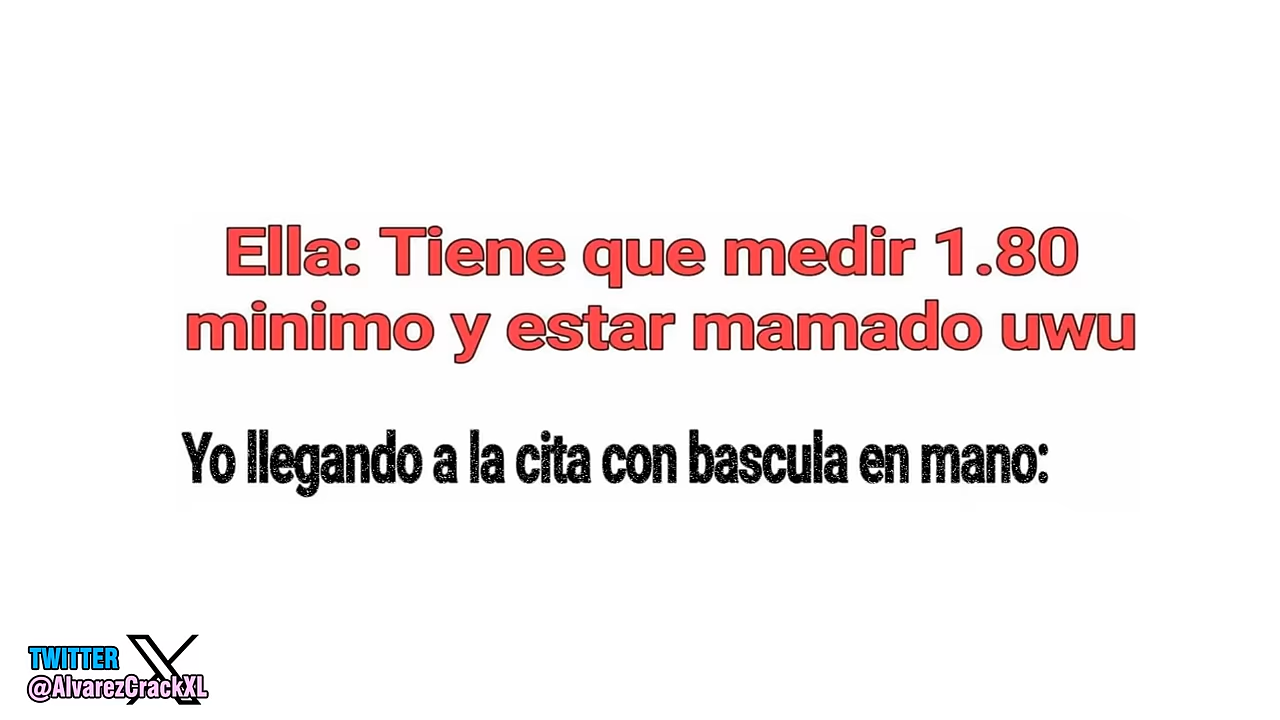 Ella: Tiene que medir 1.80
minimo y estar mamado uwu
Yo llegando a la cita con bascula en mano:
TWITTER X
@AlvarezCrackXL